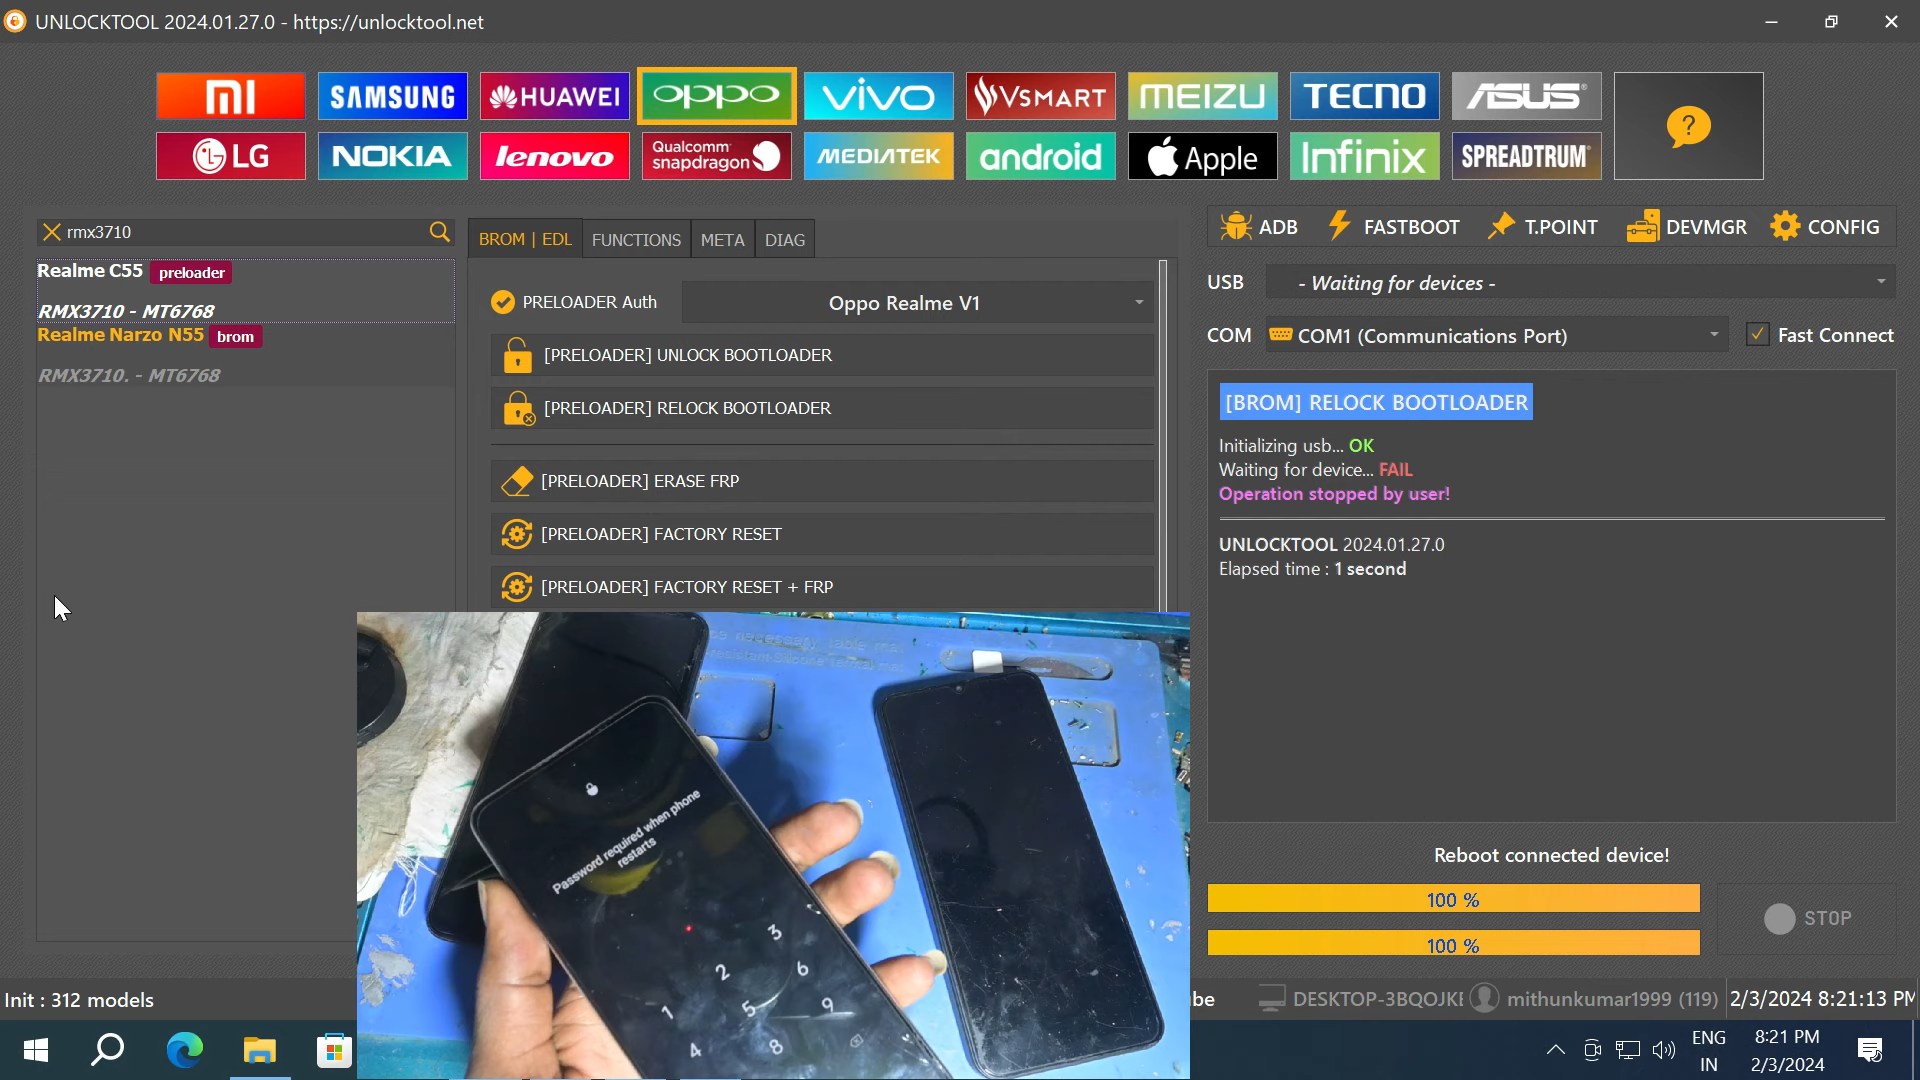 UNLOCKTOOL 2024.01.27.0 - https://unlocktool.net
MI
SAMSUNG
HUAWEI
oppo
vivo
VSMART
MEIZU
TECNO
ASUS
?
LG
NOKIA
lenovo
Qualcomm
snapdragon
MEDIATEK
android
Apple
Infinix
SPREADTRUM
rmx3710
Realme C55 preloader
RMX3710 - MT6768
Realme Narzo N55 brom
RMX3710. - MT6768
BROM | EDL
FUNCTIONS
META
DIAG
PRELOADER Auth
Oppo Realme V1
[PRELOADER] UNLOCK BOOTLOADER
[PRELOADER] RELOCK BOOTLOADER
[PRELOADER] ERASE FRP
[PRELOADER] FACTORY RESET
[PRELOADER] FACTORY RESET + FRP
ADB
FASTBOOT
T.POINT
DEVMGR
CONFIG
USB
- Waiting for devices -
COM
COM1 (Communications Port)
Fast Connect
[BROM] RELOCK BOOTLOADER
Initializing usb... OK
Waiting for device... FAIL
Operation stopped by user!
UNLOCKTOOL 2024.01.27.0
Elapsed time : 1 second
Reboot connected device!
100 %
100 %
STOP
Password required when phone
restarts
1
2
3
4
5
6
8
9
Init : 312 models
be
DESKTOP-3BQOJKI
mithunkumar1999 (119)
2/3/2024 8:21:13 PM
ENG
IN
8:21 PM
2/3/2024